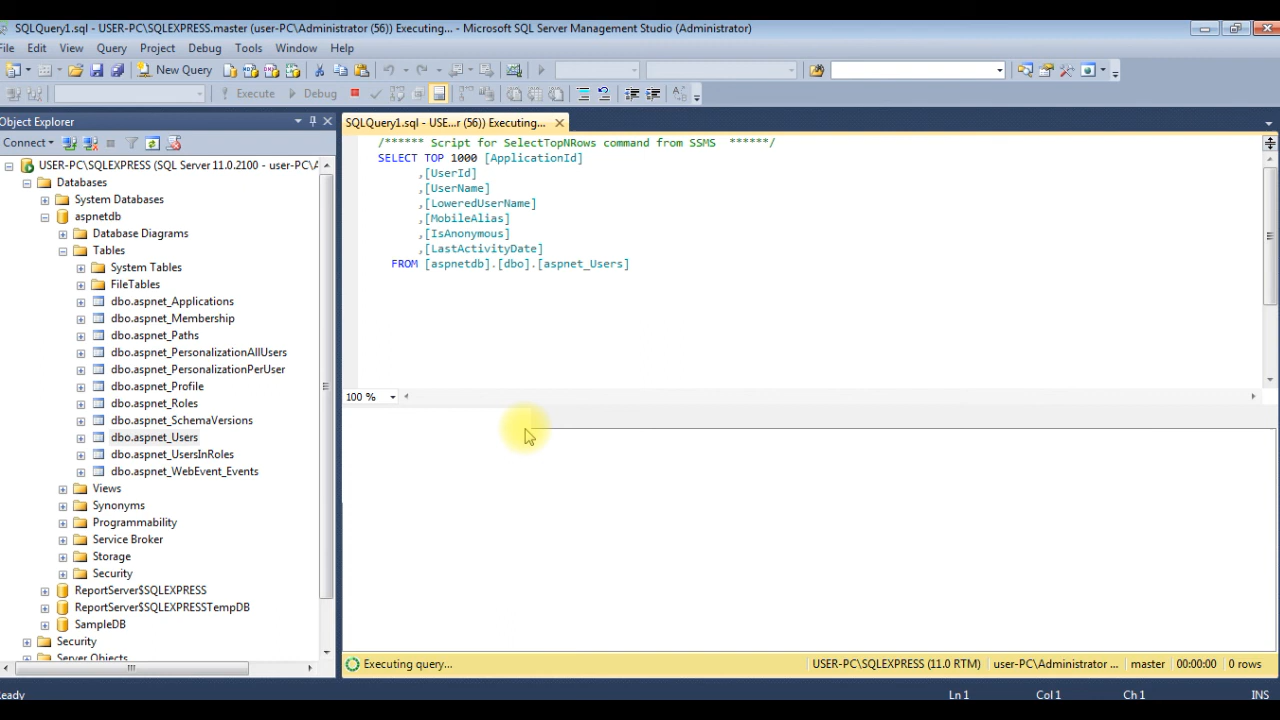 SQLQuery1.sql - USER-PC\SQLEXPRESS.master (user-PC\Administrator (56)) Executing... - Microsoft SQL Server Management Studio (Administrator)
File Edit View Query Project Debug Tools Window Help
New Query
Execute Debug
Object Explorer
SQLQuery1.sql - USE...r (56)) Executing...
Connect
USER-PC\SQLEXPRESS (SQL Server 11.0.2100 - user-PC\A
Databases
System Databases
aspnetdb
Database Diagrams
Tables
System Tables
FileTables
dbo.aspnet_Applications
dbo.aspnet_Membership
dbo.aspnet_Paths
dbo.aspnet_PersonalizationAllUsers
dbo.aspnet_PersonalizationPerUser
dbo.aspnet_Profile
dbo.aspnet_Roles
dbo.aspnet_SchemaVersions
dbo.aspnet_Users
dbo.aspnet_UsersInRoles
dbo.aspnet_WebEvent_Events
Views
Synonyms
Programmability
Service Broker
Storage
Security
ReportServer$SQLEXPRESS
ReportServer$SQLEXPRESSTempDB
SampleDB
Security
Server Objects
/****** Script for SelectTopNRows command from SSMS ******/
SELECT TOP 1000 [ApplicationId]
,[UserId]
,[UserName]
,[LoweredUserName]
,[MobileAlias]
,[IsAnonymous]
,[LastActivityDate]
FROM [aspnetdb].[dbo].[aspnet_Users]
100 %
Executing query... USER-PC\SQLEXPRESS (11.0 RTM) user-PC\Administrator ... master 00:00:00 0 rows
Ready Ln 1 Col 1 Ch 1 INS